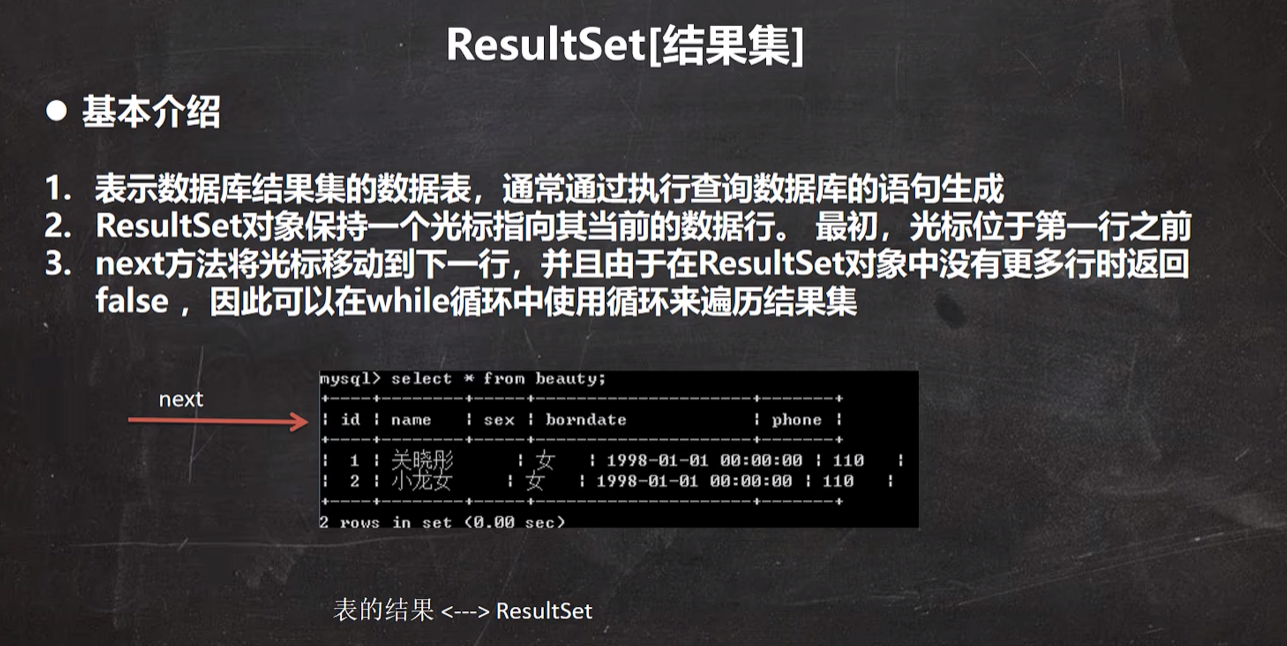 ResultSet[结果集]
● 基本介绍
1. 表示数据库结果集的数据表，通常通过执行查询数据库的语句生成
2. ResultSet对象保持一个光标指向其当前的数据行。 最初，光标位于第一行之前
3. next方法将光标移动到下一行，并且由于在ResultSet对象中没有更多行时返回
false ，因此可以在while循环中使用循环来遍历结果集
mysql> select * from beauty;
next
| id | name | sex | borndate | phone |
| 1 | 关晓彤 | 女 | 1998-01-01 00:00:00 | 110 |
| 2 | 小龙女 | 女 | 1998-01-01 00:00:00 | 110 |
2 rows in set (0.00 sec)
表的结果 <---> ResultSet